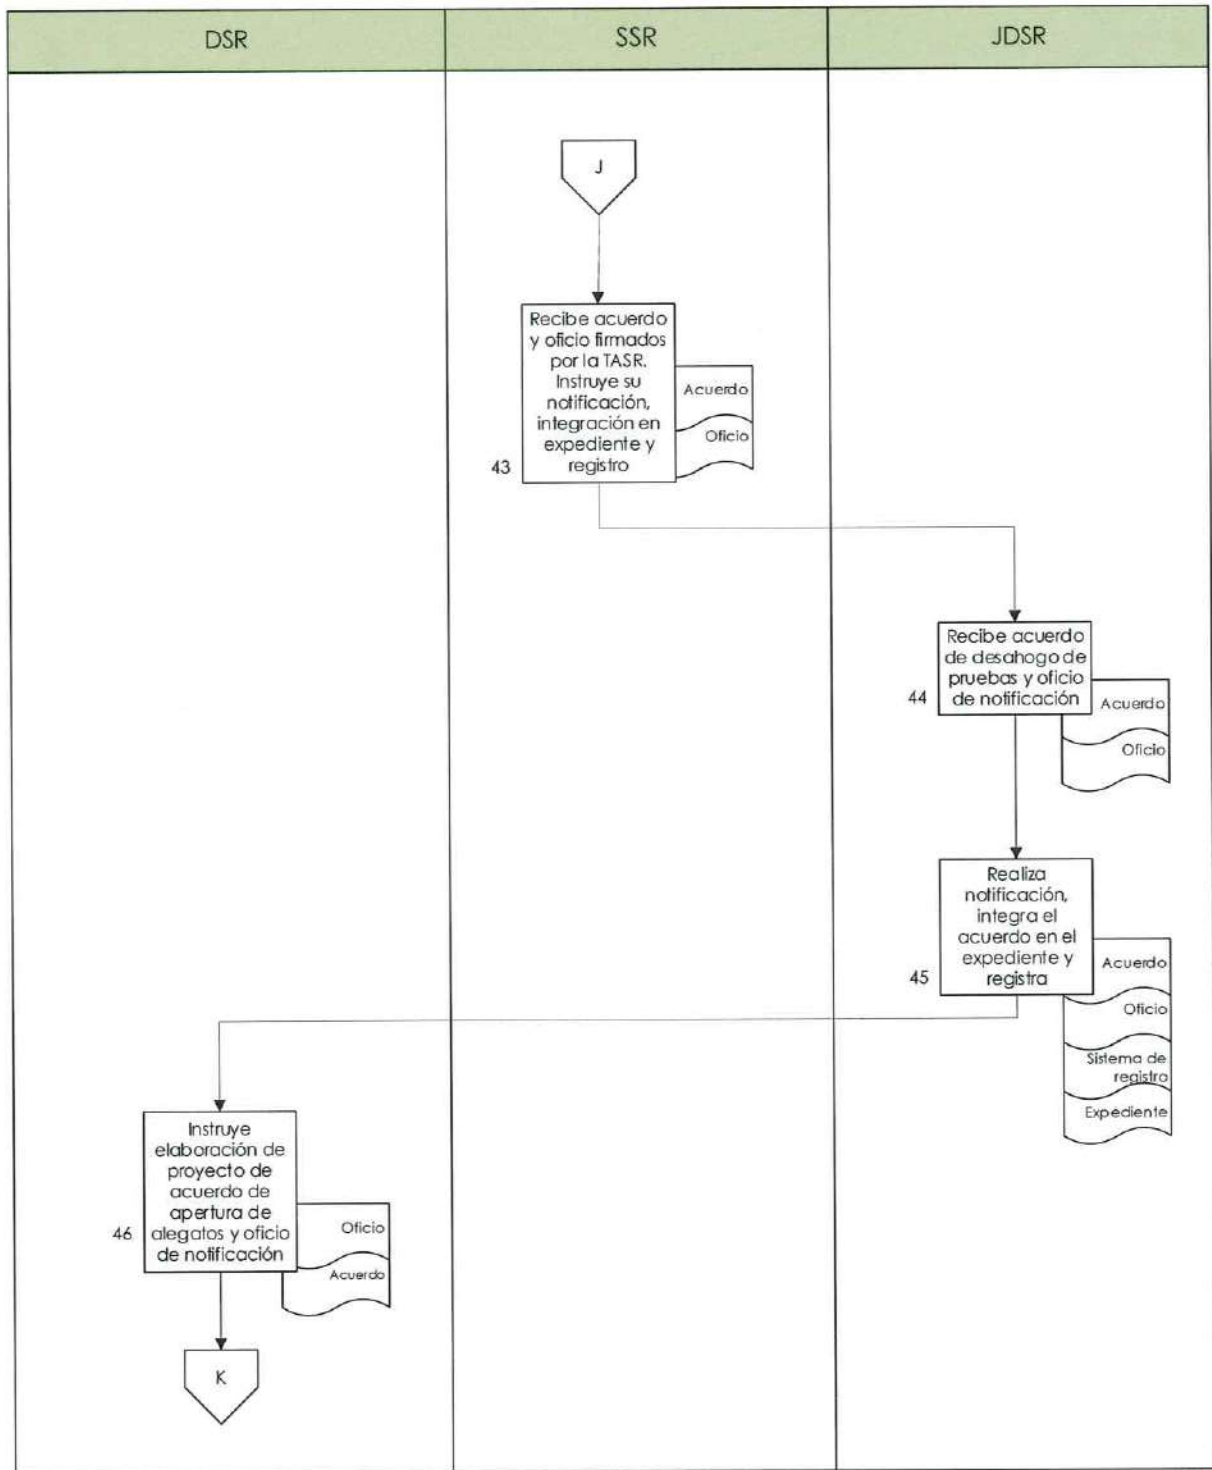 DSR
SSR
JDSR
J
Recibe acuerdo
y oficio firmados
por la TASR.
Instruye su
notificación,
integración en
expediente y
registro
43
Acuerdo
Oficio
Recibe acuerdo
de desahogo de
pruebas y oficio
de notificación
44
Acuerdo
Oficio
Realiza
notificación,
integra el
acuerdo en el
expediente y
registra
45
Acuerdo
Oficio
Sistema de
registro
Expediente
Instruye
elaboración de
proyecto de
acuerdo de
apertura de
alegatos y oficio
de notificación
46
Oficio
Acuerdo
K